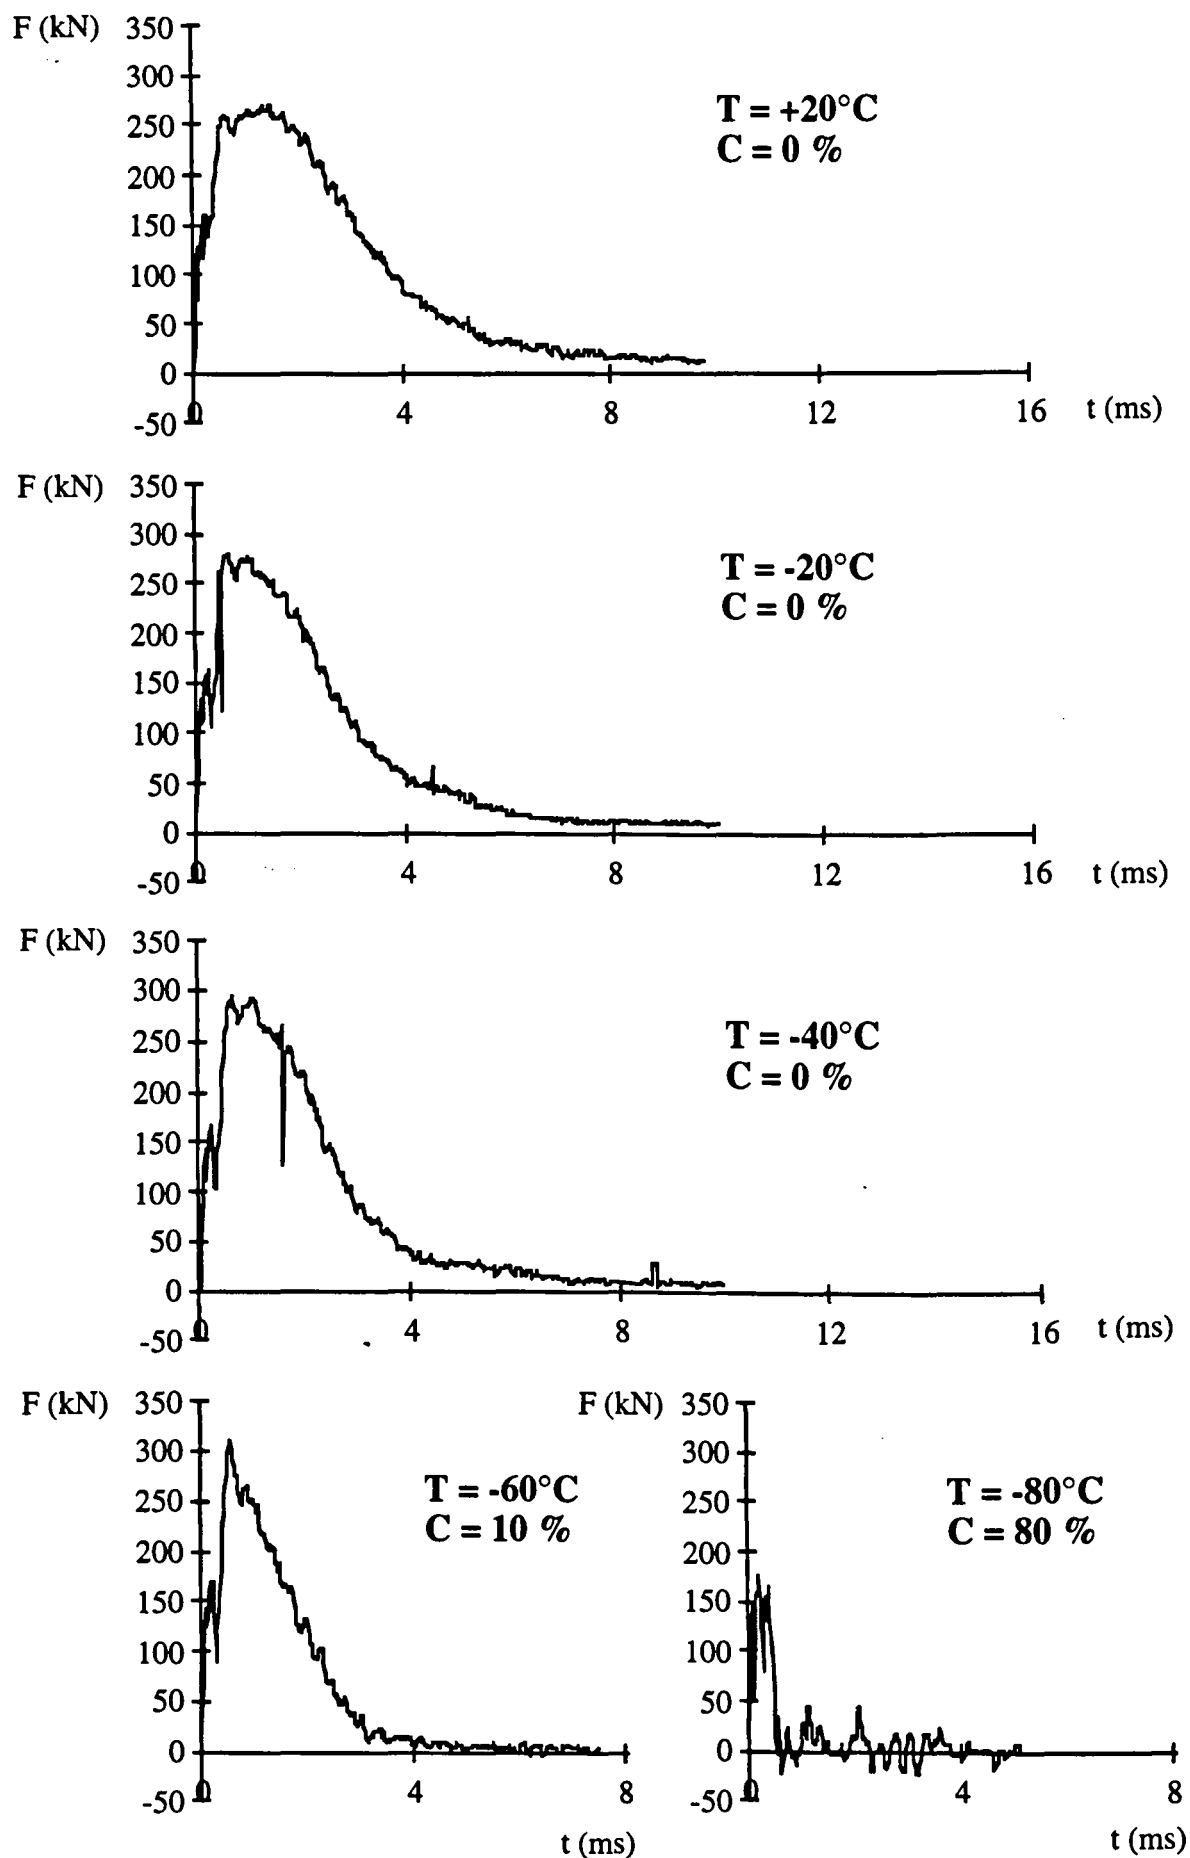 F (kN) 350
300
250
200
150
100
50
0
-50
0 4 8 12 16 t (ms)
T = +20°C
C = 0 %
F (kN) 350
300
250
200
150
100
50
0
-50
0 4 8 12 16 t (ms)
T = -20°C
C = 0 %
F (kN) 350
300
250
200
150
100
50
0
-50
0 4 8 12 16 t (ms)
T = -40°C
C = 0 %
F (kN) 350
300
250
200
150
100
50
0
-50
0 4 8
t (ms)
T = -60°C
C = 10 %
F (kN) 350
300
250
200
150
100
50
0
-50
0 4 8
t (ms)
T = -80°C
C = 80 %